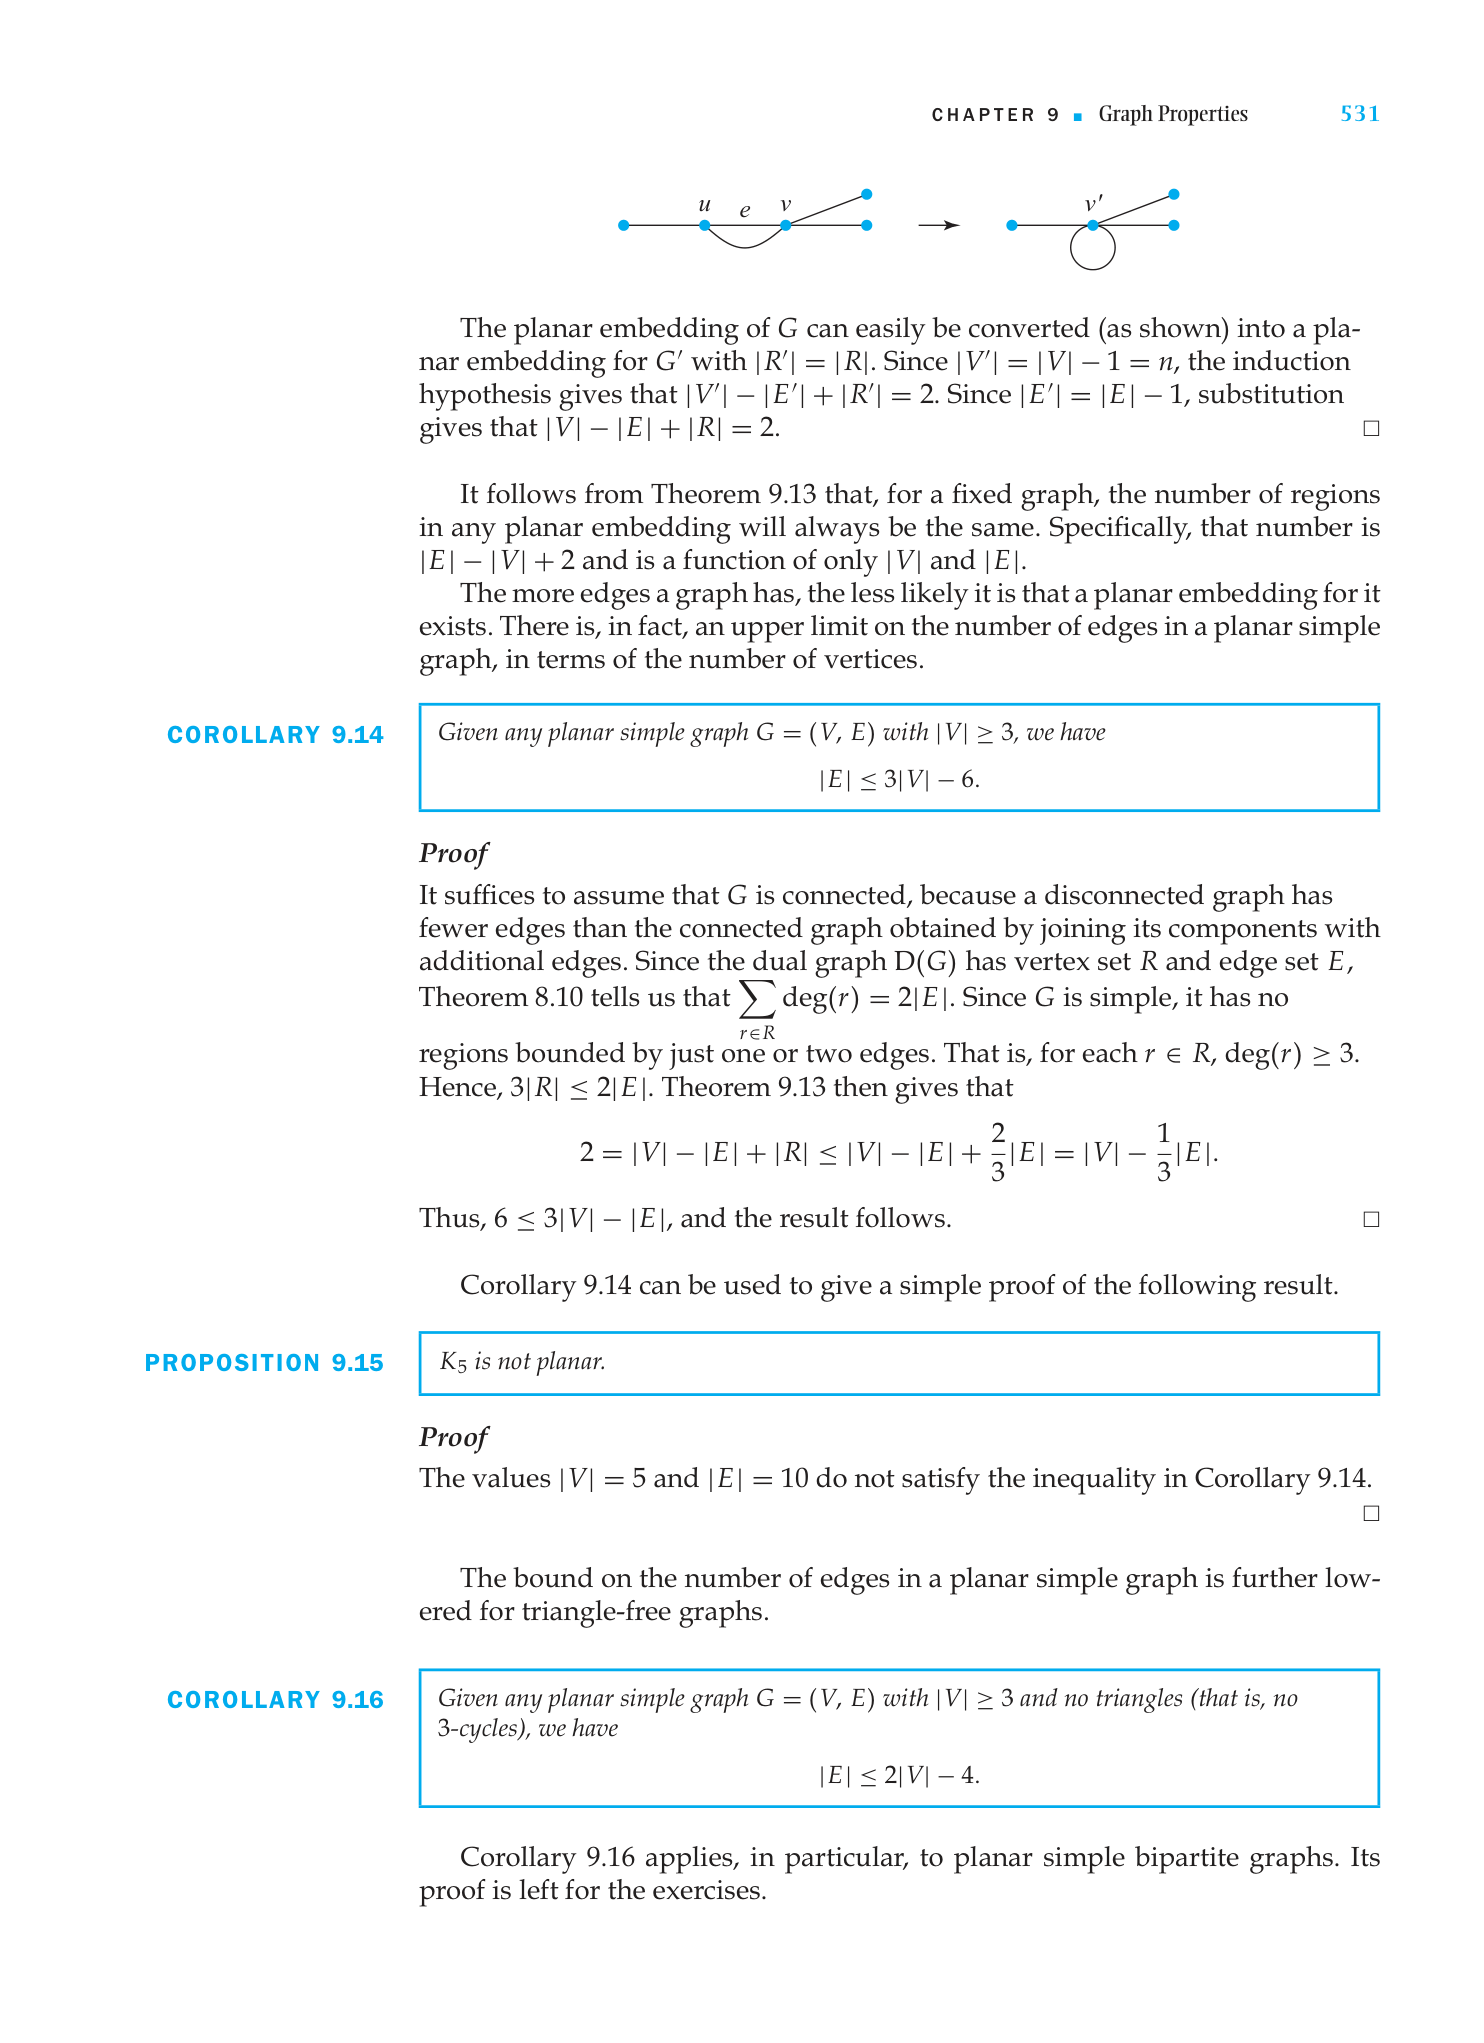 CHAPTER 9 ■ Graph Properties 531
u e v v′
The planar embedding of G can easily be converted (as shown) into a pla-
nar embedding for G′ with |R′| = |R|. Since |V′| = |V| − 1 = n, the induction
hypothesis gives that |V′| − |E′| + |R′| = 2. Since |E′| = |E| − 1, substitution
gives that |V| − |E| + |R| = 2. □
It follows from Theorem 9.13 that, for a fixed graph, the number of regions
in any planar embedding will always be the same. Specifically, that number is
|E| − |V| + 2 and is a function of only |V| and |E|.
The more edges a graph has, the less likely it is that a planar embedding for it
exists. There is, in fact, an upper limit on the number of edges in a planar simple
graph, in terms of the number of vertices.
COROLLARY 9.14
Given any planar simple graph G = (V, E) with |V| ≥ 3, we have
|E| ≤ 3|V| − 6.
Proof
It suffices to assume that G is connected, because a disconnected graph has
fewer edges than the connected graph obtained by joining its components with
additional edges. Since the dual graph D(G) has vertex set R and edge set E,
Theorem 8.10 tells us that ∑ deg(r) = 2|E|. Since G is simple, it has no
r∈R
regions bounded by just one or two edges. That is, for each r ∈ R, deg(r) ≥ 3.
Hence, 3|R| ≤ 2|E|. Theorem 9.13 then gives that
2 = |V| − |E| + |R| ≤ |V| − |E| + 2/3|E| = |V| − 1/3|E|.
Thus, 6 ≤ 3|V| − |E|, and the result follows. □
Corollary 9.14 can be used to give a simple proof of the following result.
PROPOSITION 9.15
K5 is not planar.
Proof
The values |V| = 5 and |E| = 10 do not satisfy the inequality in Corollary 9.14.
□
The bound on the number of edges in a planar simple graph is further low-
ered for triangle-free graphs.
COROLLARY 9.16
Given any planar simple graph G = (V, E) with |V| ≥ 3 and no triangles (that is, no
3-cycles), we have
|E| ≤ 2|V| − 4.
Corollary 9.16 applies, in particular, to planar simple bipartite graphs. Its
proof is left for the exercises.